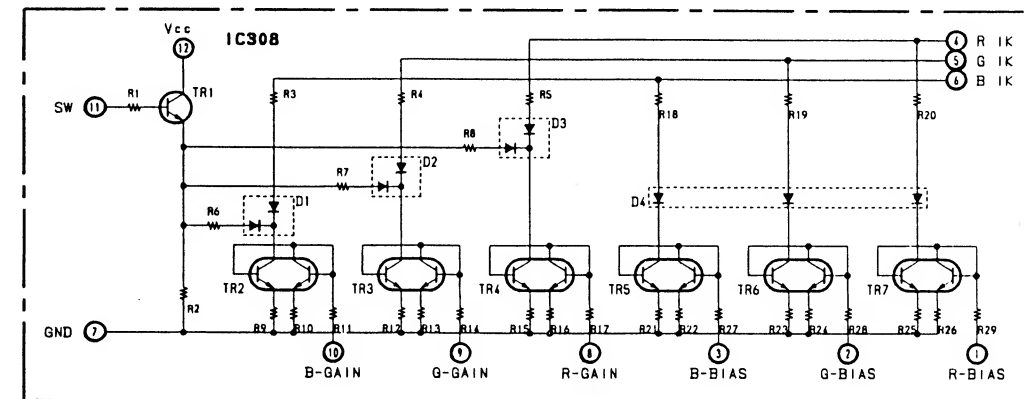 Vcc
IC308
12
4 R IK
5 G IK
6 B IK
SW 11 R1 TR1
R3 R4 R5
R18 R19 R20
R8 D3
R7 D2
R6 D1
D4
TR2 TR3 TR4 TR5 TR6 TR7
R2
GND 7
R9 R10 R11 R12 R13 R14 R15 R16 R17 R21 R22 R27 R23 R24 R28 R25 R26 R29
10 9 8 3 2 1
B-GAIN G-GAIN R-GAIN B-BIAS G-BIAS R-BIAS